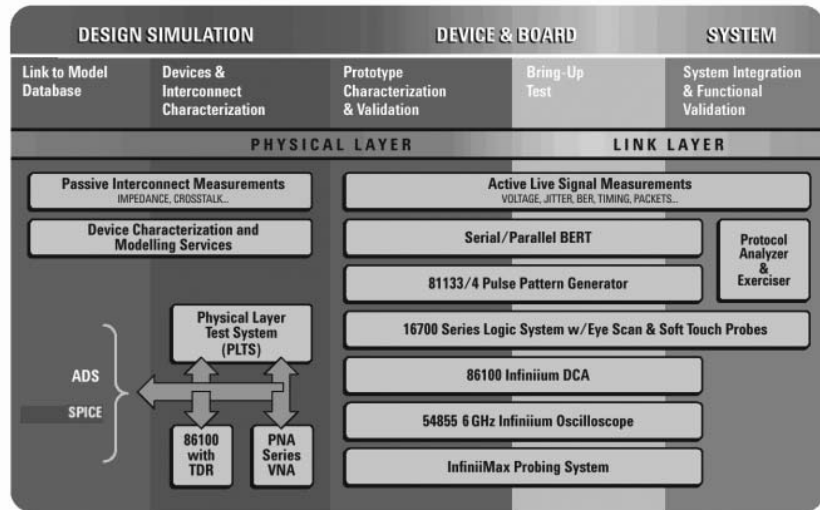 DESIGN SIMULATION
DEVICE & BOARD
SYSTEM
Link to Model
Database
Devices &
Interconnect
Characterization
Prototype
Characterization
& Validation
Bring-Up
Test
System Integration
& Functional
Validation
PHYSICAL LAYER
LINK LAYER
Passive Interconnect Measurements
IMPEDANCE, CROSSTALK...
Active Live Signal Measurements
VOLTAGE, JITTER, BER, TIMING, PACKETS...
Device Characterization and
Modelling Services
Serial/Parallel BERT
Protocol
Analyzer
&
Exerciser
81133/4 Pulse Pattern Generator
Physical Layer
Test System
(PLTS)
16700 Series Logic System w/Eye Scan & Soft Touch Probes
ADS
SPICE
86100 Infiniium DCA
54855 6 GHz Infiniium Oscilloscope
86100
with
TDR
PNA
Series
VNA
InfiniiMax Probing System